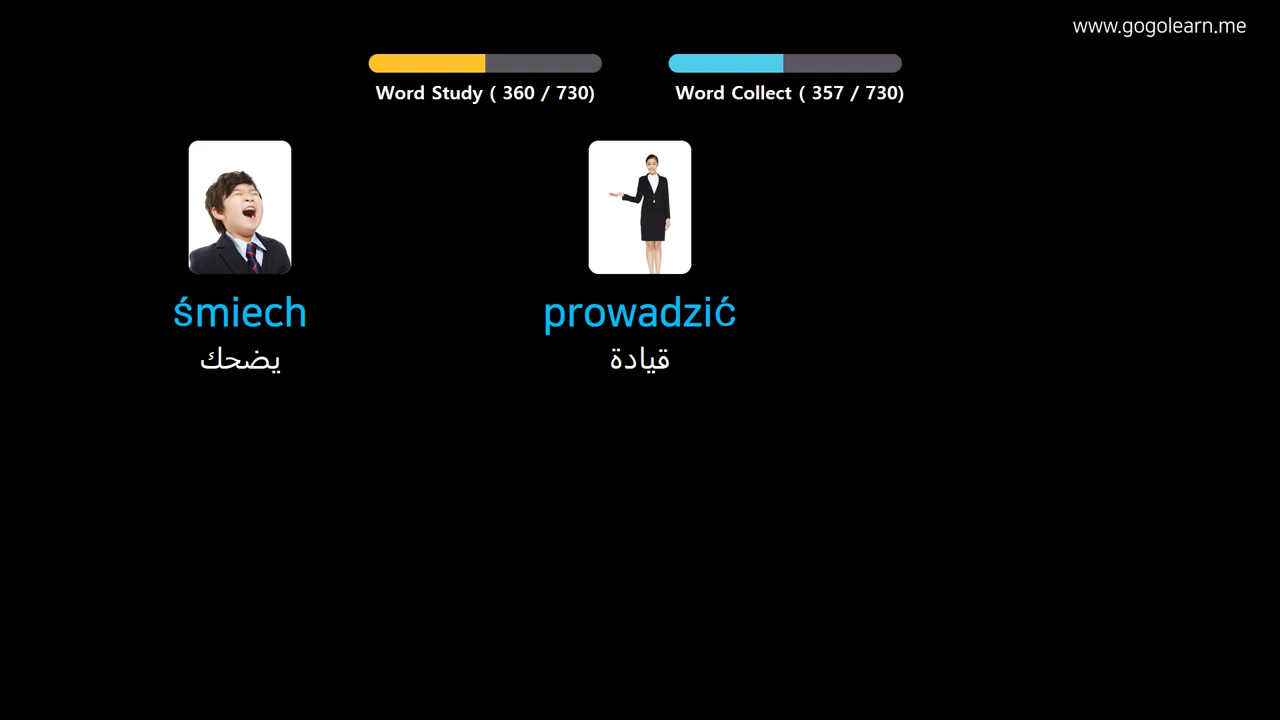 www.gogolearn.me
Word Study ( 360 / 730)
Word Collect ( 357 / 730)
śmiech
يضحك
prowadzić
قيادة